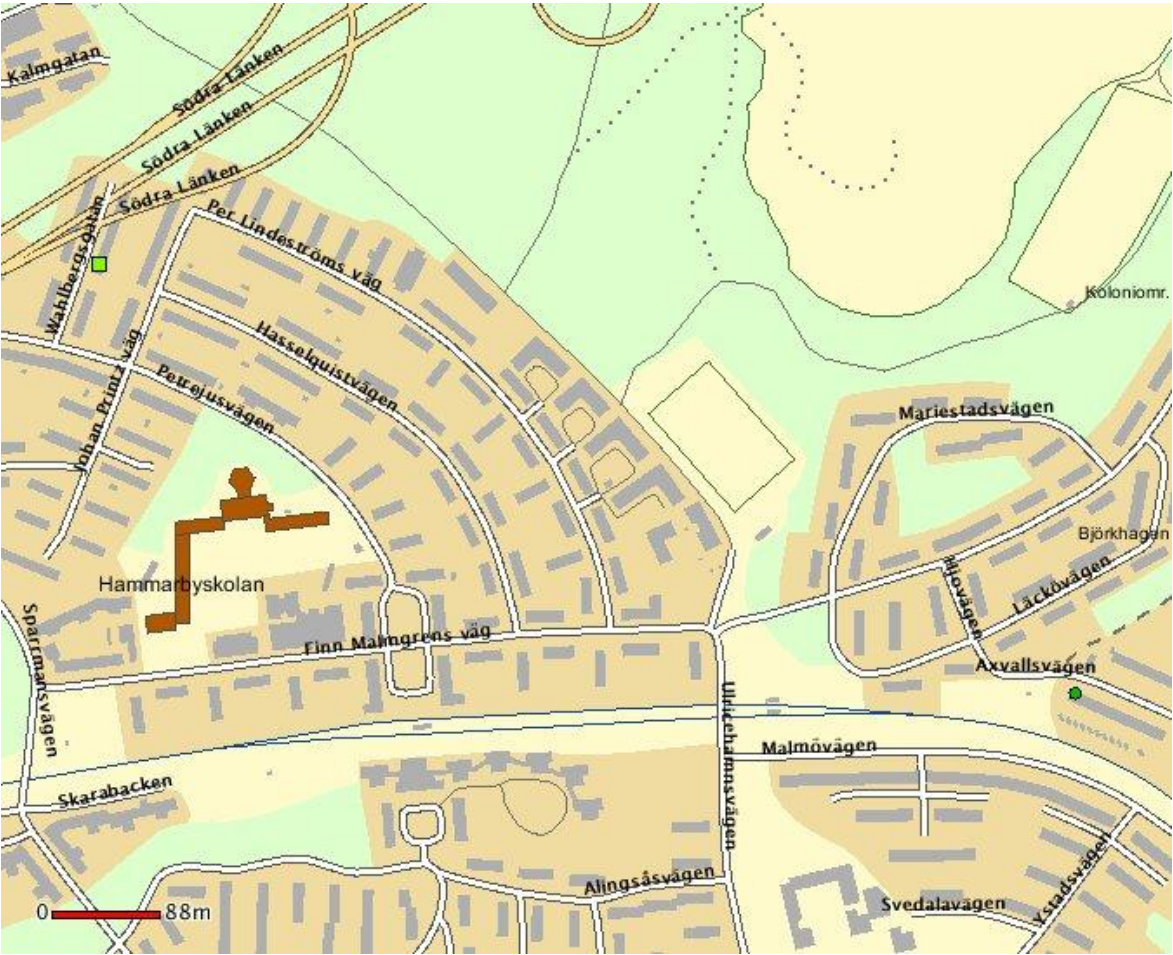 Kalmgatan
Södra Länken
Södra Länken
Södra Länken
Wahlbergsgatan
Per Lindeströms väg
Koloniomr.
Johan Printz väg
Hasselquistvägen
Petrejusvägen
Mariestadsvägen
Björkhagen
Hammarbyskolan
Hjovägen
Läckövägen
Sparrmansvägen
Finn Malmgrens väg
Axvallsvägen
Ulricehamnsvägen
Malmövägen
Skarabacken
Alingsåsvägen
Ystadsvägen
Svedalavägen
0 88m